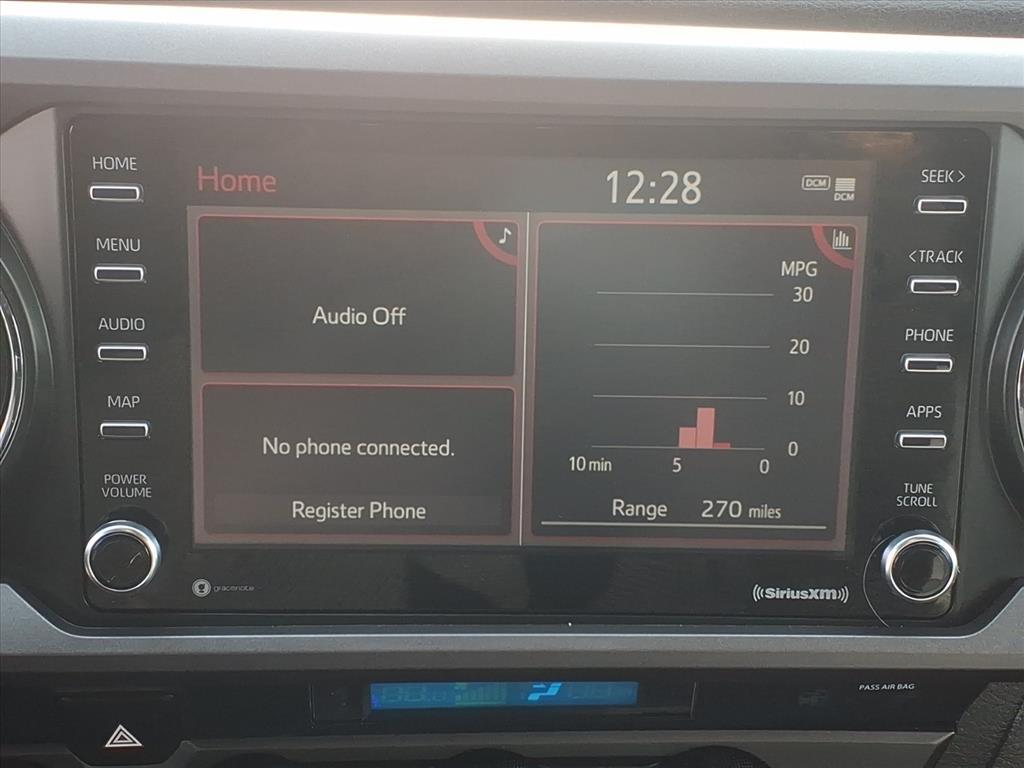 HOME
MENU
AUDIO
MAP
POWER
VOLUME
Home
12:28
DCM
DCM
Audio Off
No phone connected.
Register Phone
MPG
30
20
10
0
10 min 5 0
Range 270 miles
SEEK >
< TRACK
PHONE
APPS
TUNE
SCROLL
gracenote
((SiriusXM))
PASS AIR BAG